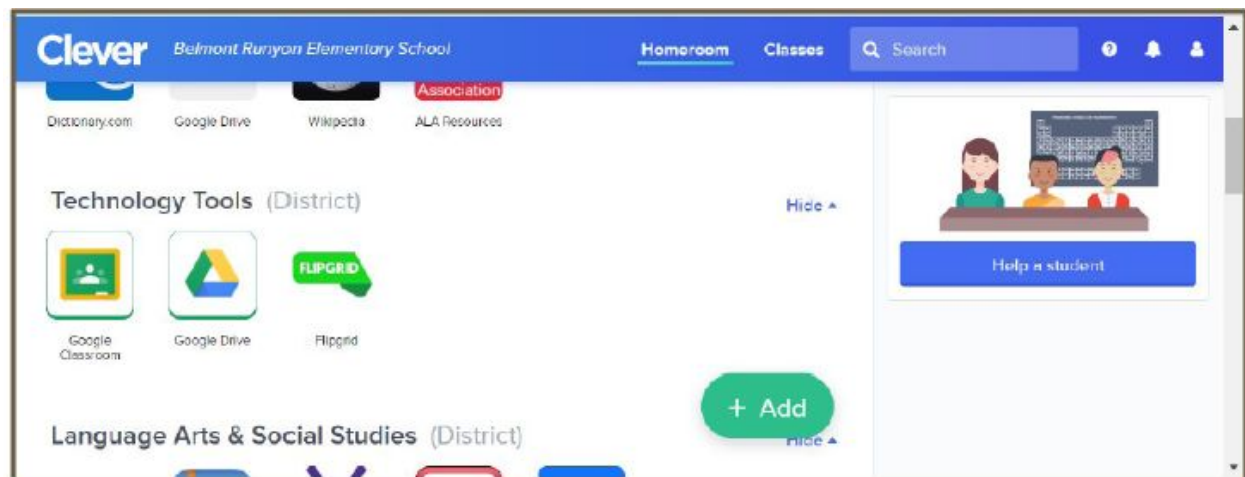 Clever Belmont Runyon Elementary School Homeroom Classes Search
Association
Dictionary.com Google Drive Wikipedia ALA Resources
Technology Tools (District) Hide
FLIPGRID
Google Classroom Google Drive Flipgrid
Help a student
+ Add
Language Arts & Social Studies (District) Hide